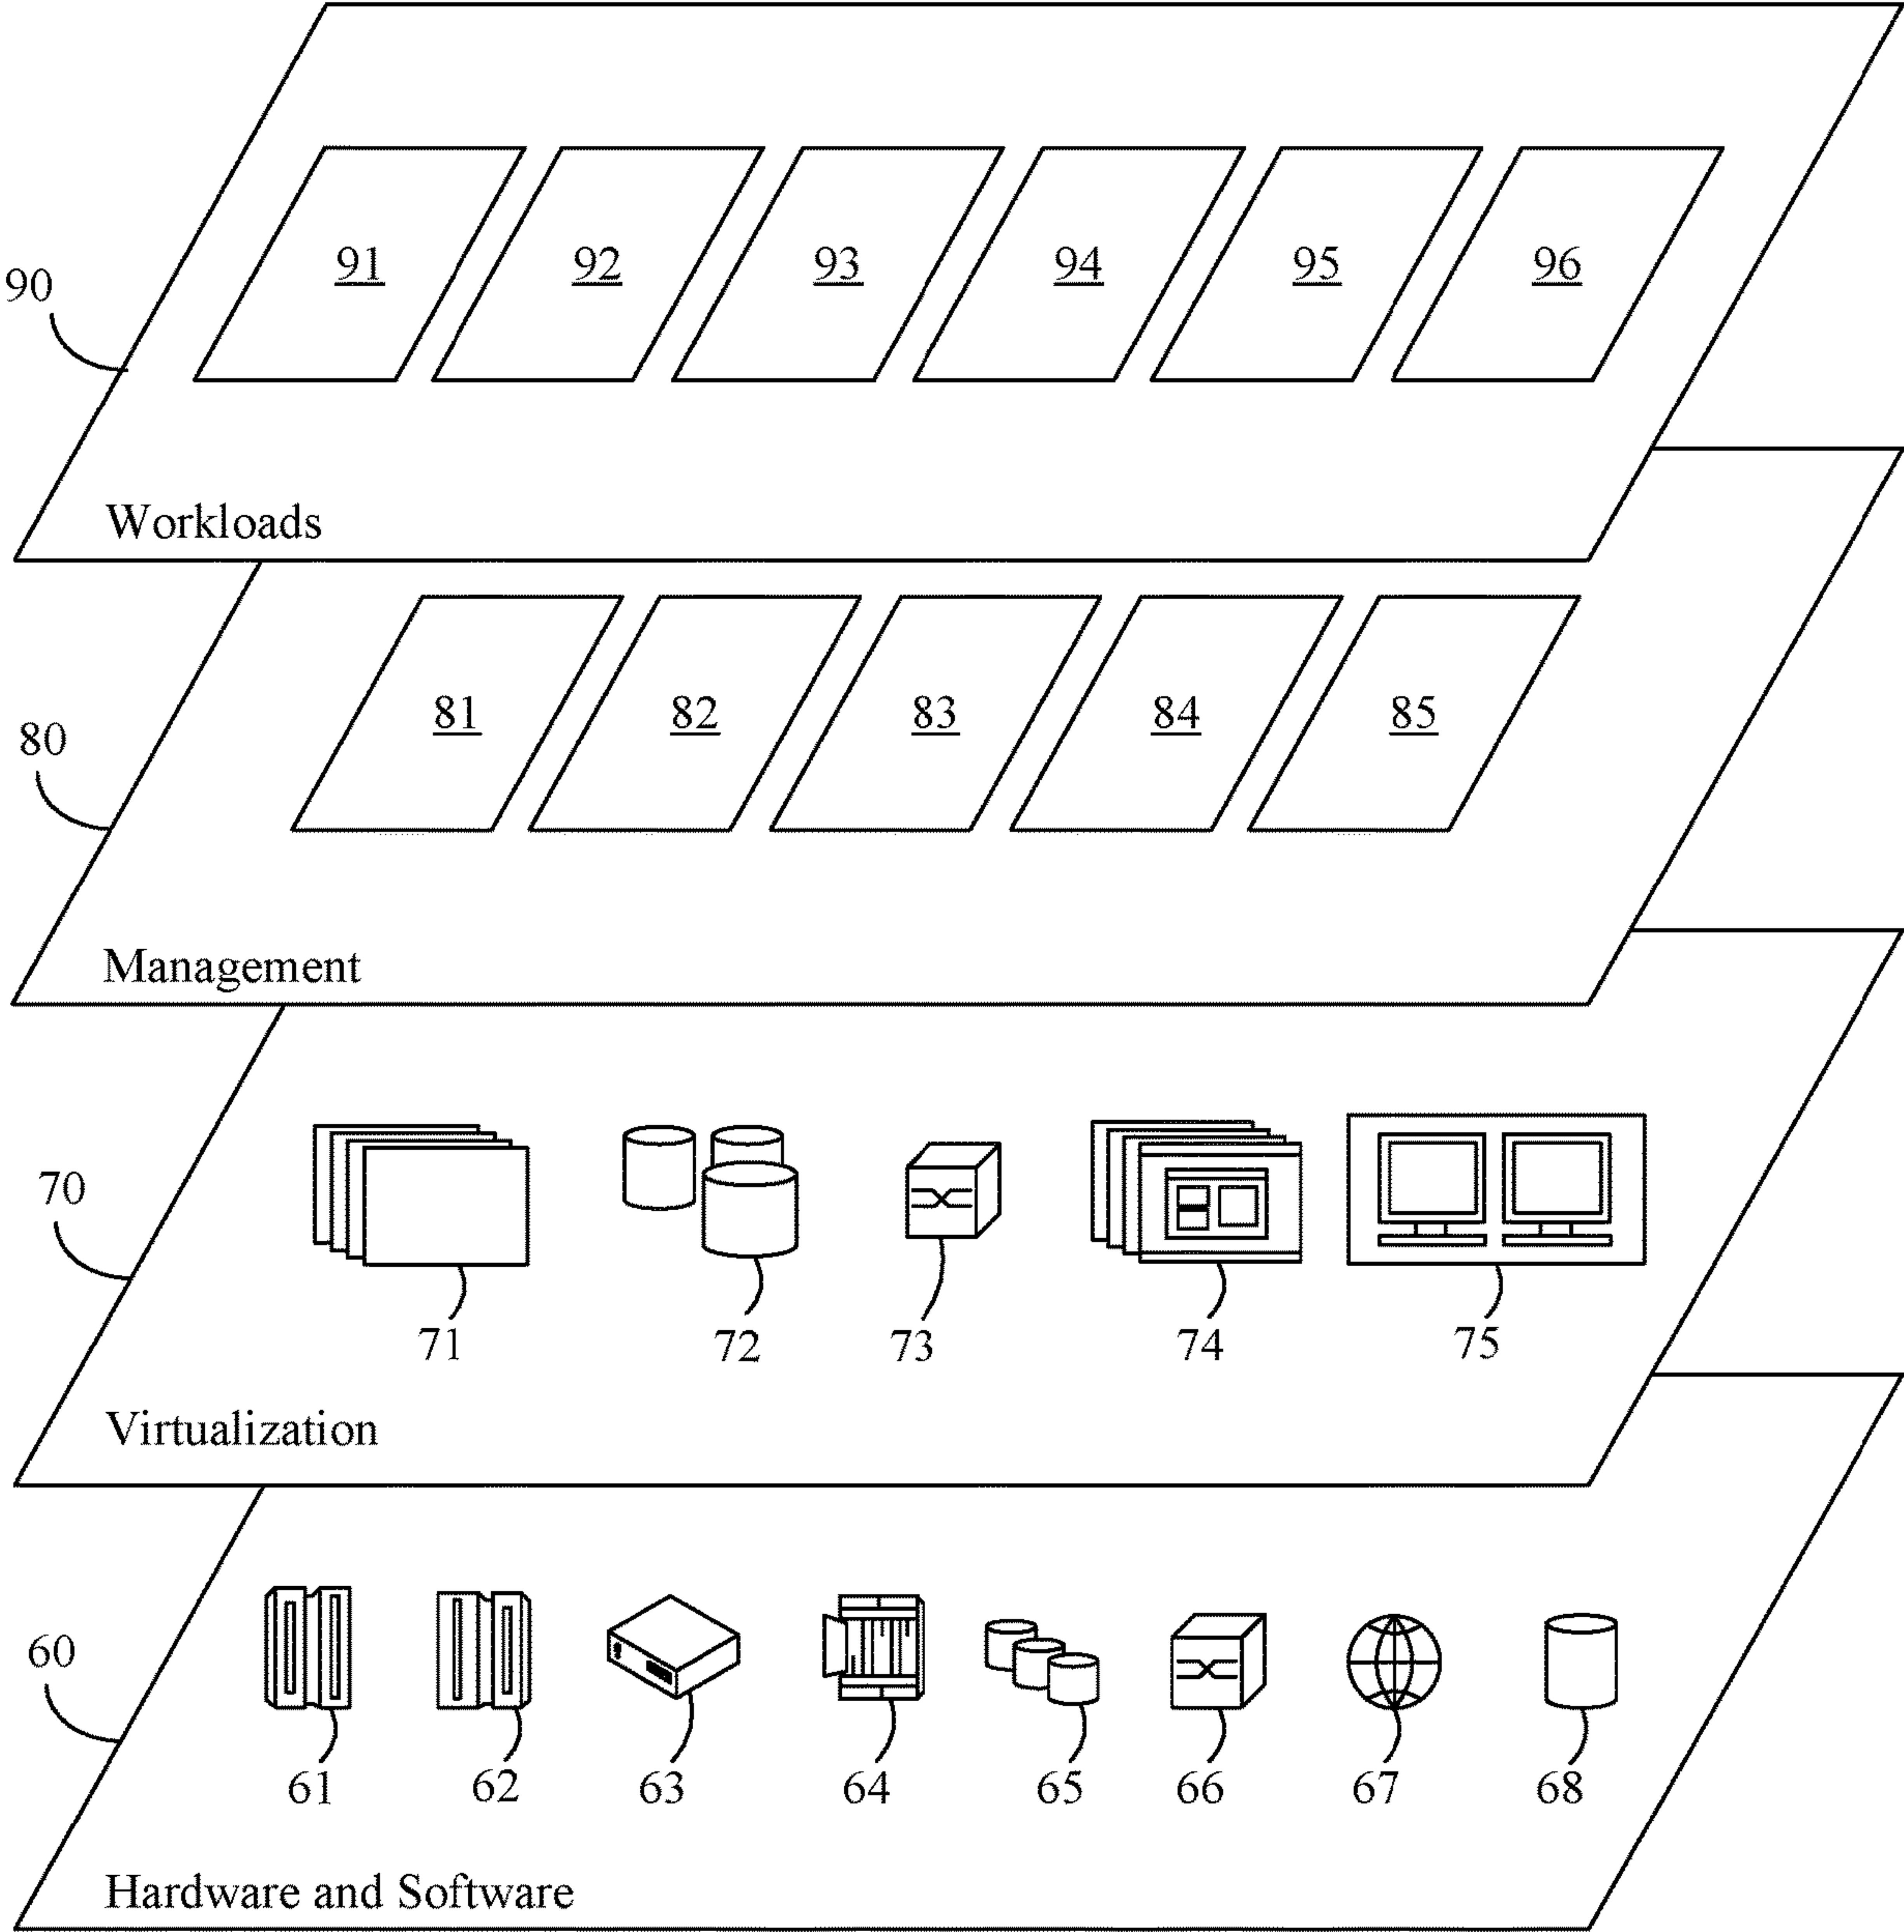 91 92 93 94 95 96
90
Workloads
81 82 83 84 85
80
Management
70
71 72 73 74 75
Virtualization
60
61 62 63 64 65 66 67 68
Hardware and Software